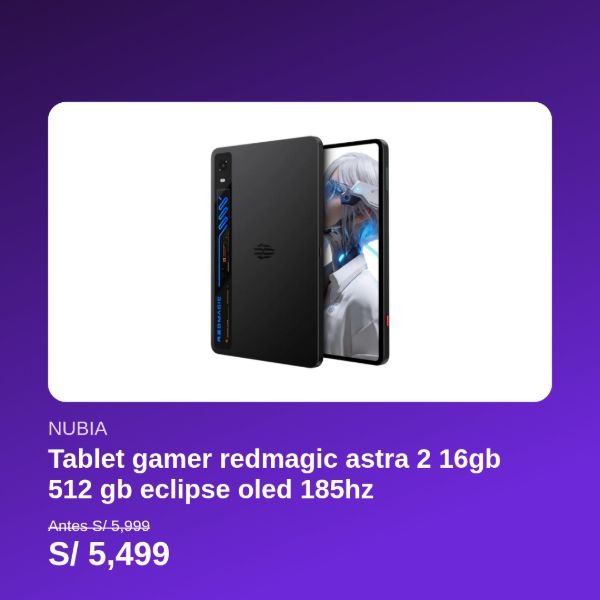 REDMAGIC
NUBIA
Tablet gamer redmagic astra 2 16gb
512 gb eclipse oled 185hz
Antes S/ 5,999
S/ 5,499